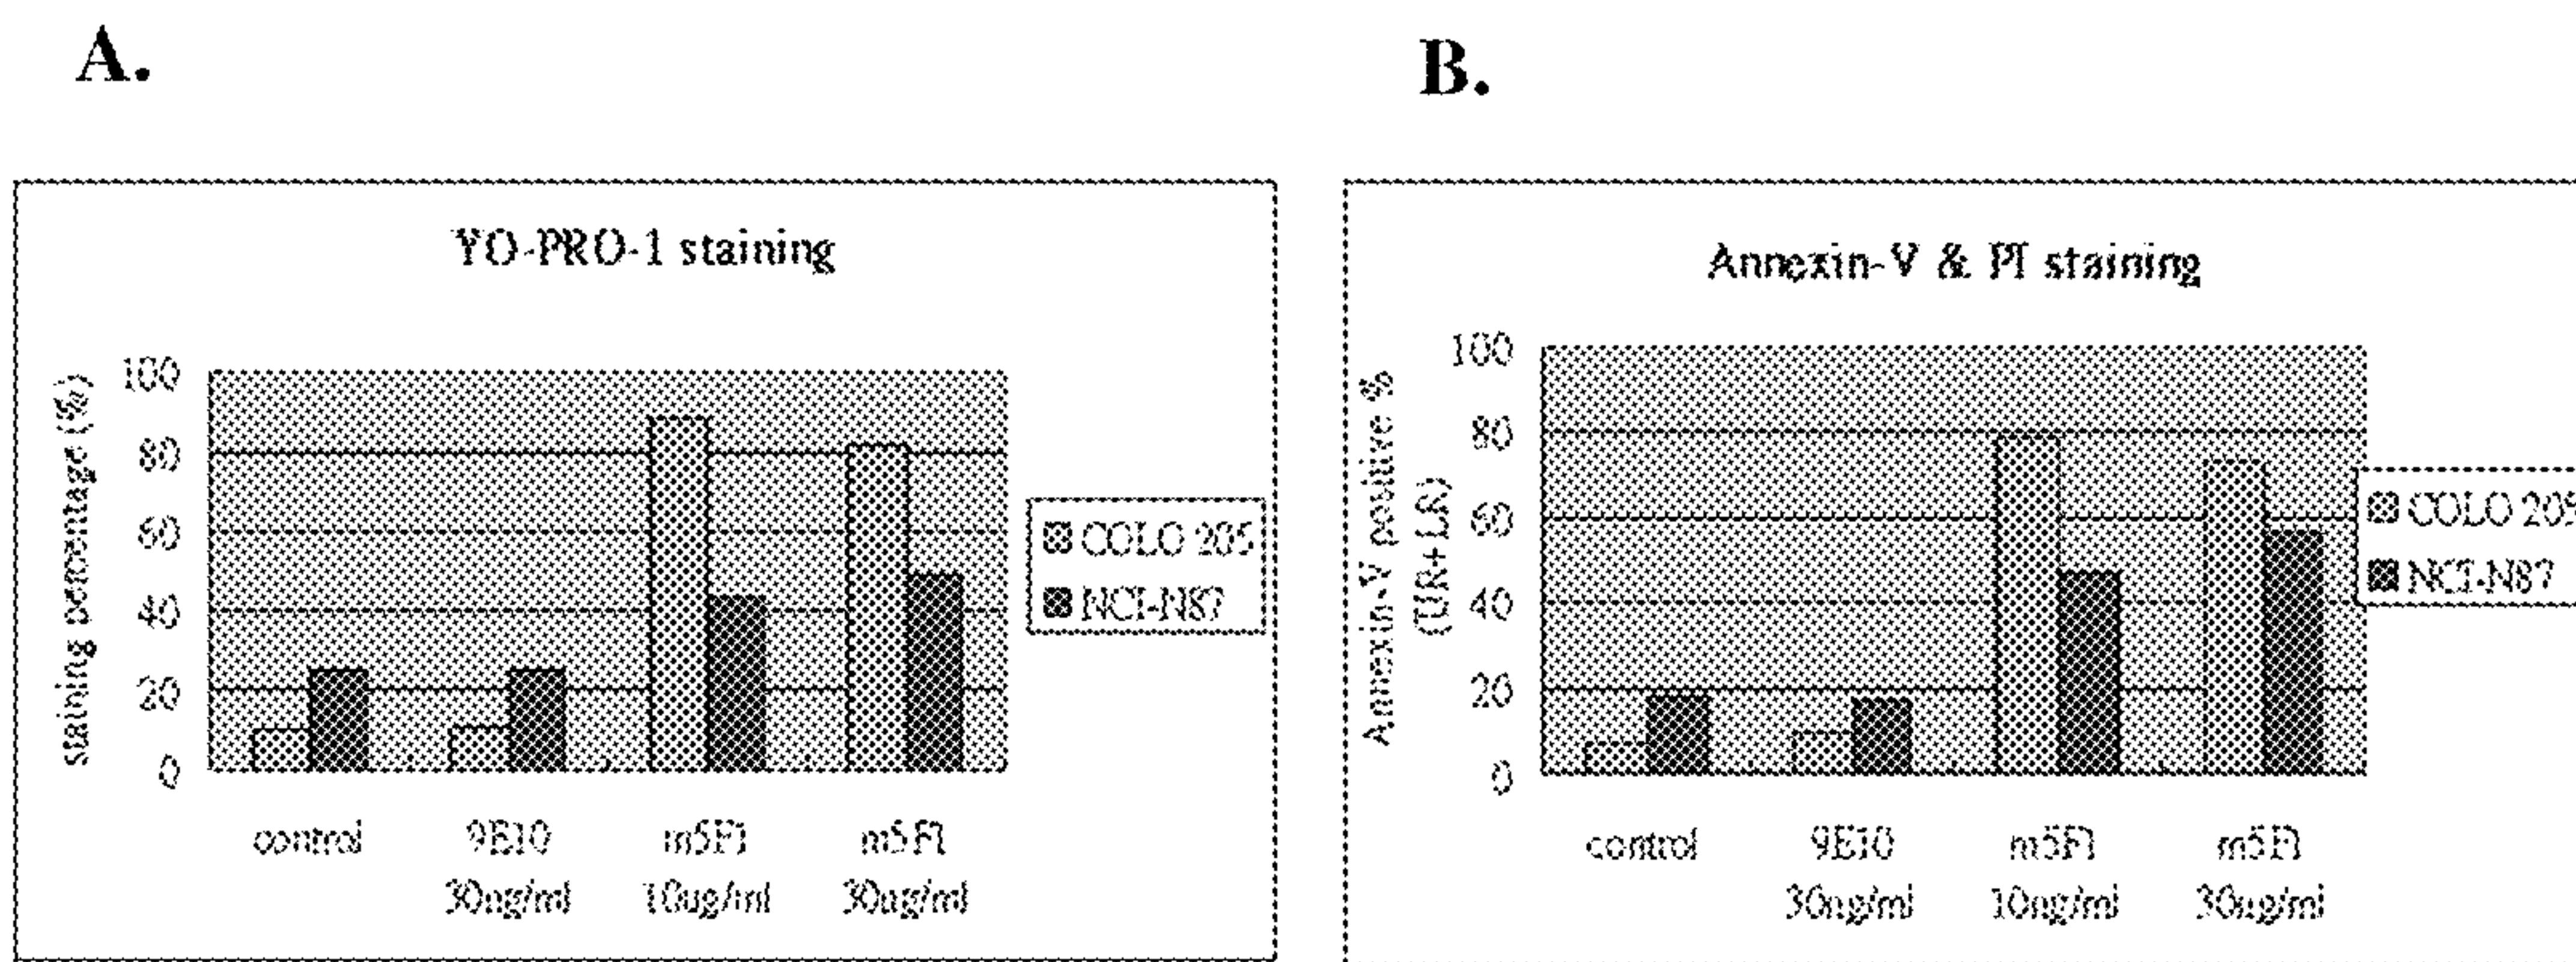 A.
B.
YO-PRO-1 staining
staining percentage (%)
100
80
60
40
20
0
control
9E10
30ug/ml
m5F1
10ug/ml
m5F1
30ug/ml
COLO 205
NCI-N87
Annexin-V & PI staining
Annexin-V positive %
(UR+LR)
100
80
60
40
20
0
control
9E10
30ug/ml
m5F1
10ug/ml
m5F1
30ug/ml
COLO
NCI-N87